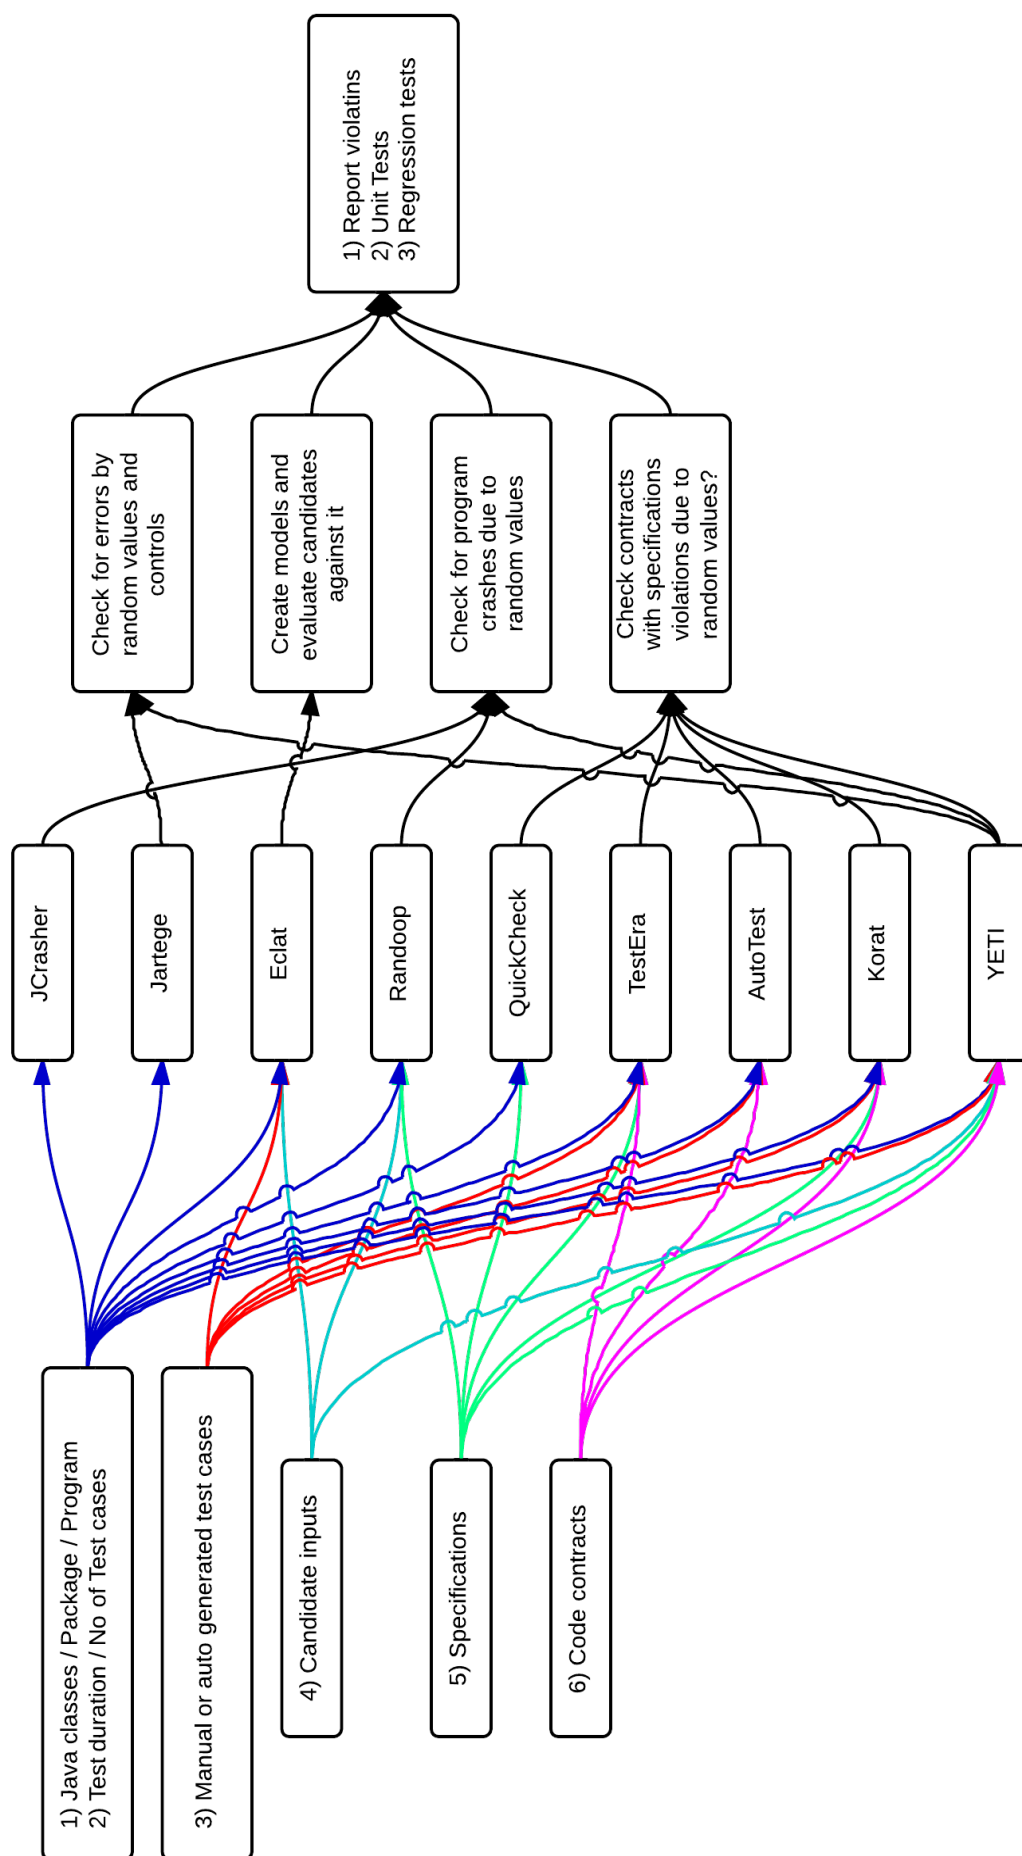 1) Java classes / Package / Program
2) Test duration / No of Test cases
3) Manual or auto generated test cases
4) Candidate inputs
5) Specifications
6) Code contracts
JCrasher
Jartege
Eclat
Randoop
QuickCheck
TestEra
AutoTest
Korat
YETI
Check for errors by
random values and
controls
Create models and
evaluate candidates
against it
Check for program
crashes due to
random values
Check contracts
with specifications
violations due to
random values?
1) Report violatins
2) Unit Tests
3) Regression tests